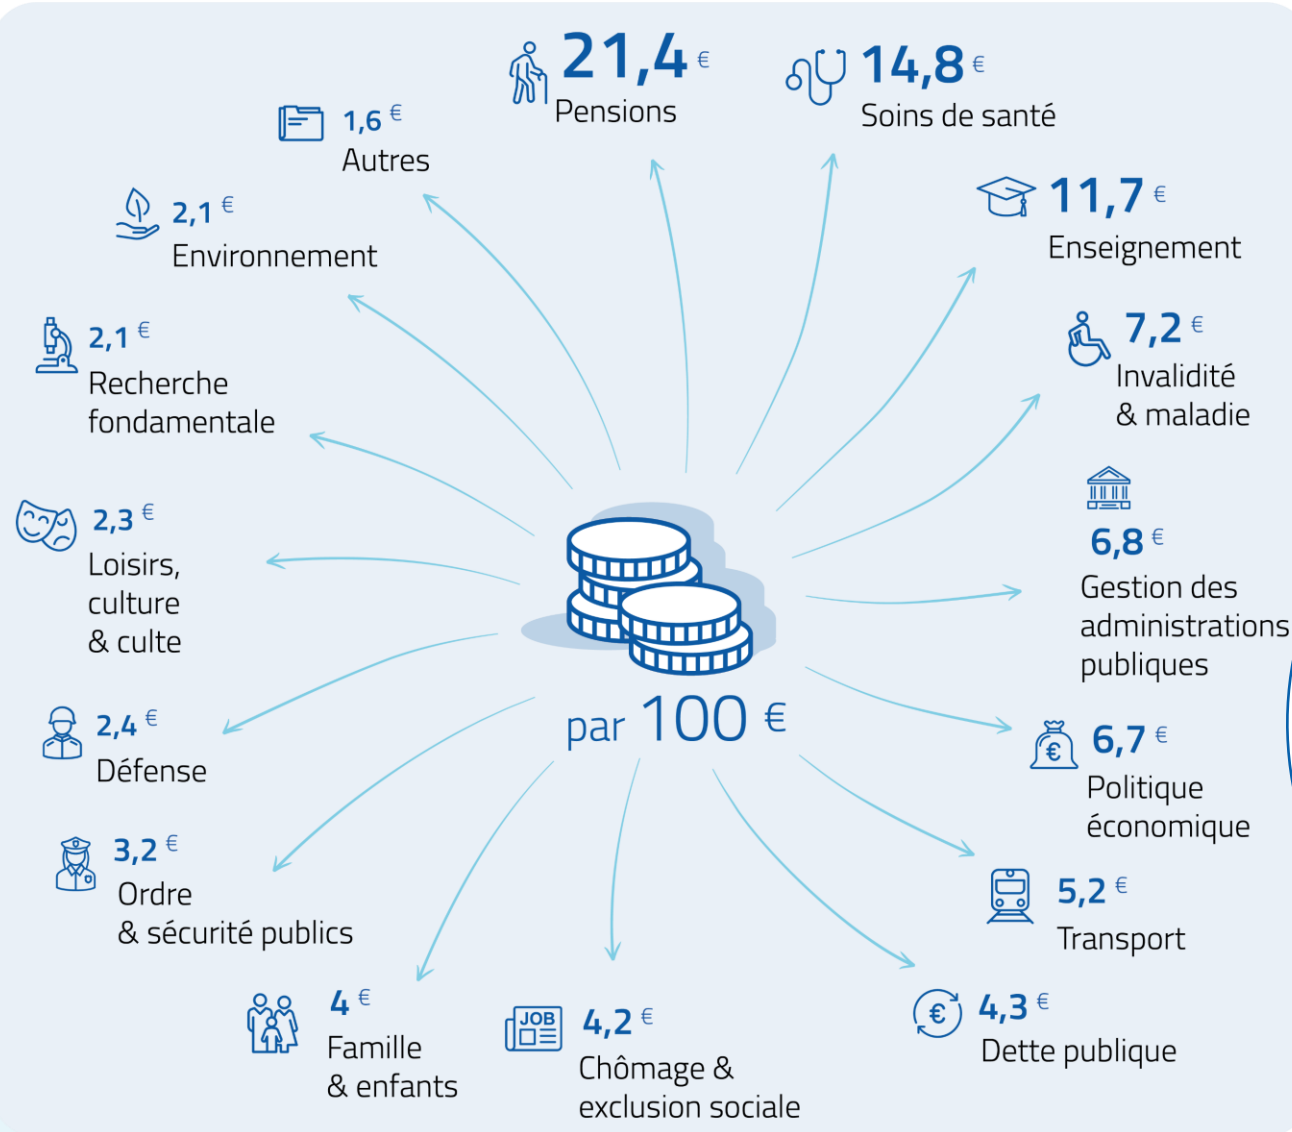 21,4 €
Pensions
14,8 €
Soins de santé
11,7 €
Enseignement
7,2 €
Invalidité
& maladie
6,8 €
Gestion des
administrations
publiques
6,7 €
€
Politique
économique
5,2 €
Transport
4,3 €
€
Dette publique
4,2 €
JOB
Chômage &
exclusion sociale
4 €
Famille
& enfants
3,2 €
Ordre
& sécurité publics
2,4 €
Défense
2,3 €
Loisirs,
culture
& culte
2,1 €
Recherche
fondamentale
2,1 €
Environnement
1,6 €
Autres
par 100 €